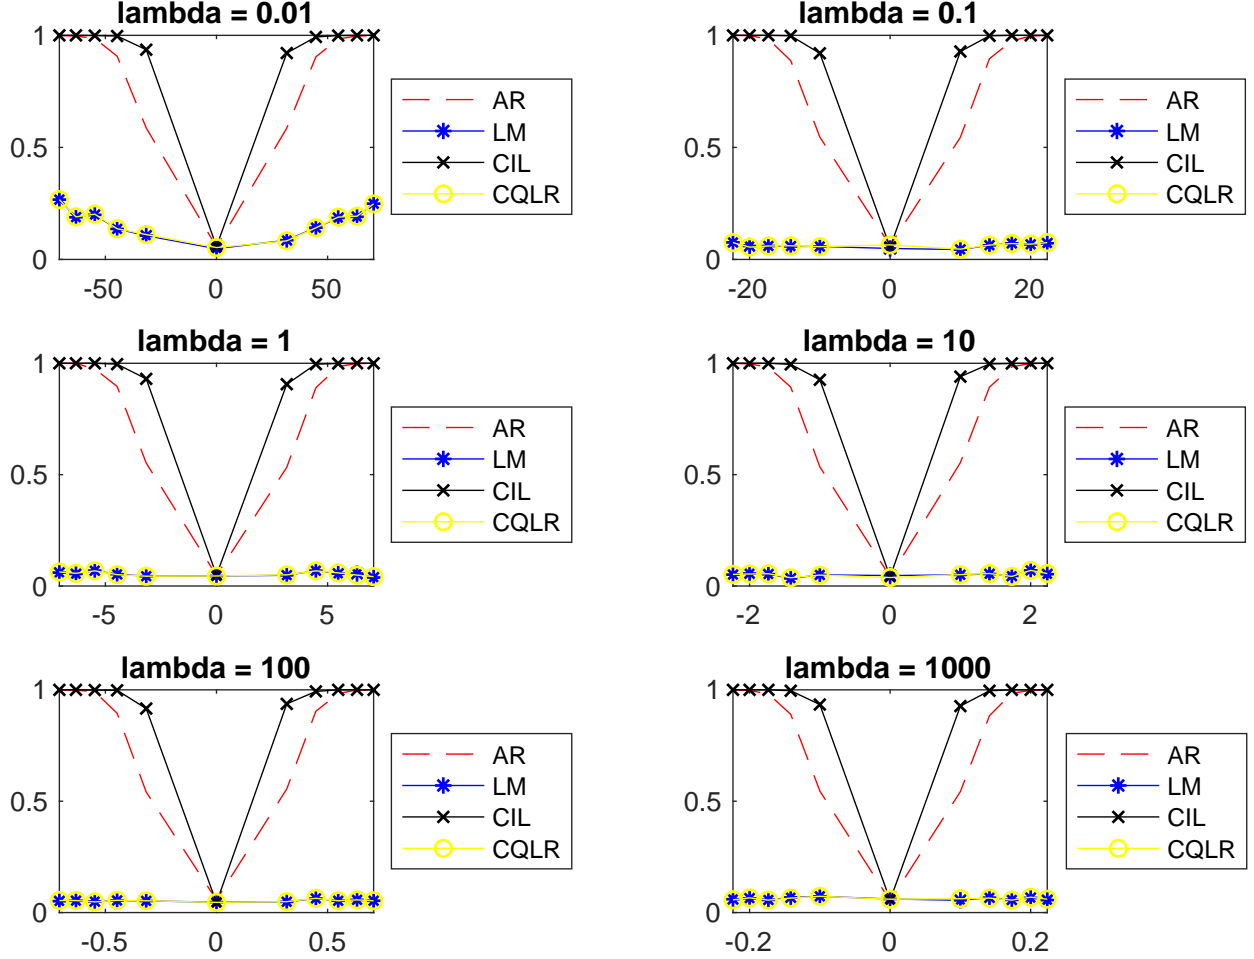 lambda = 0.01
1
0.5
0
-50
0
50
AR
LM
CIL
CQLR
lambda = 0.1
1
0.5
0
-20
0
20
AR
LM
CIL
CQLR
lambda = 1
1
0.5
0
-5
0
5
AR
LM
CIL
CQLR
lambda = 10
1
0.5
0
-2
0
2
AR
LM
CIL
CQLR
lambda = 100
1
0.5
0
-0.5
0
0.5
AR
LM
CIL
CQLR
lambda = 1000
1
0.5
0
-0.2
0
0.2
AR
LM
CIL
CQLR